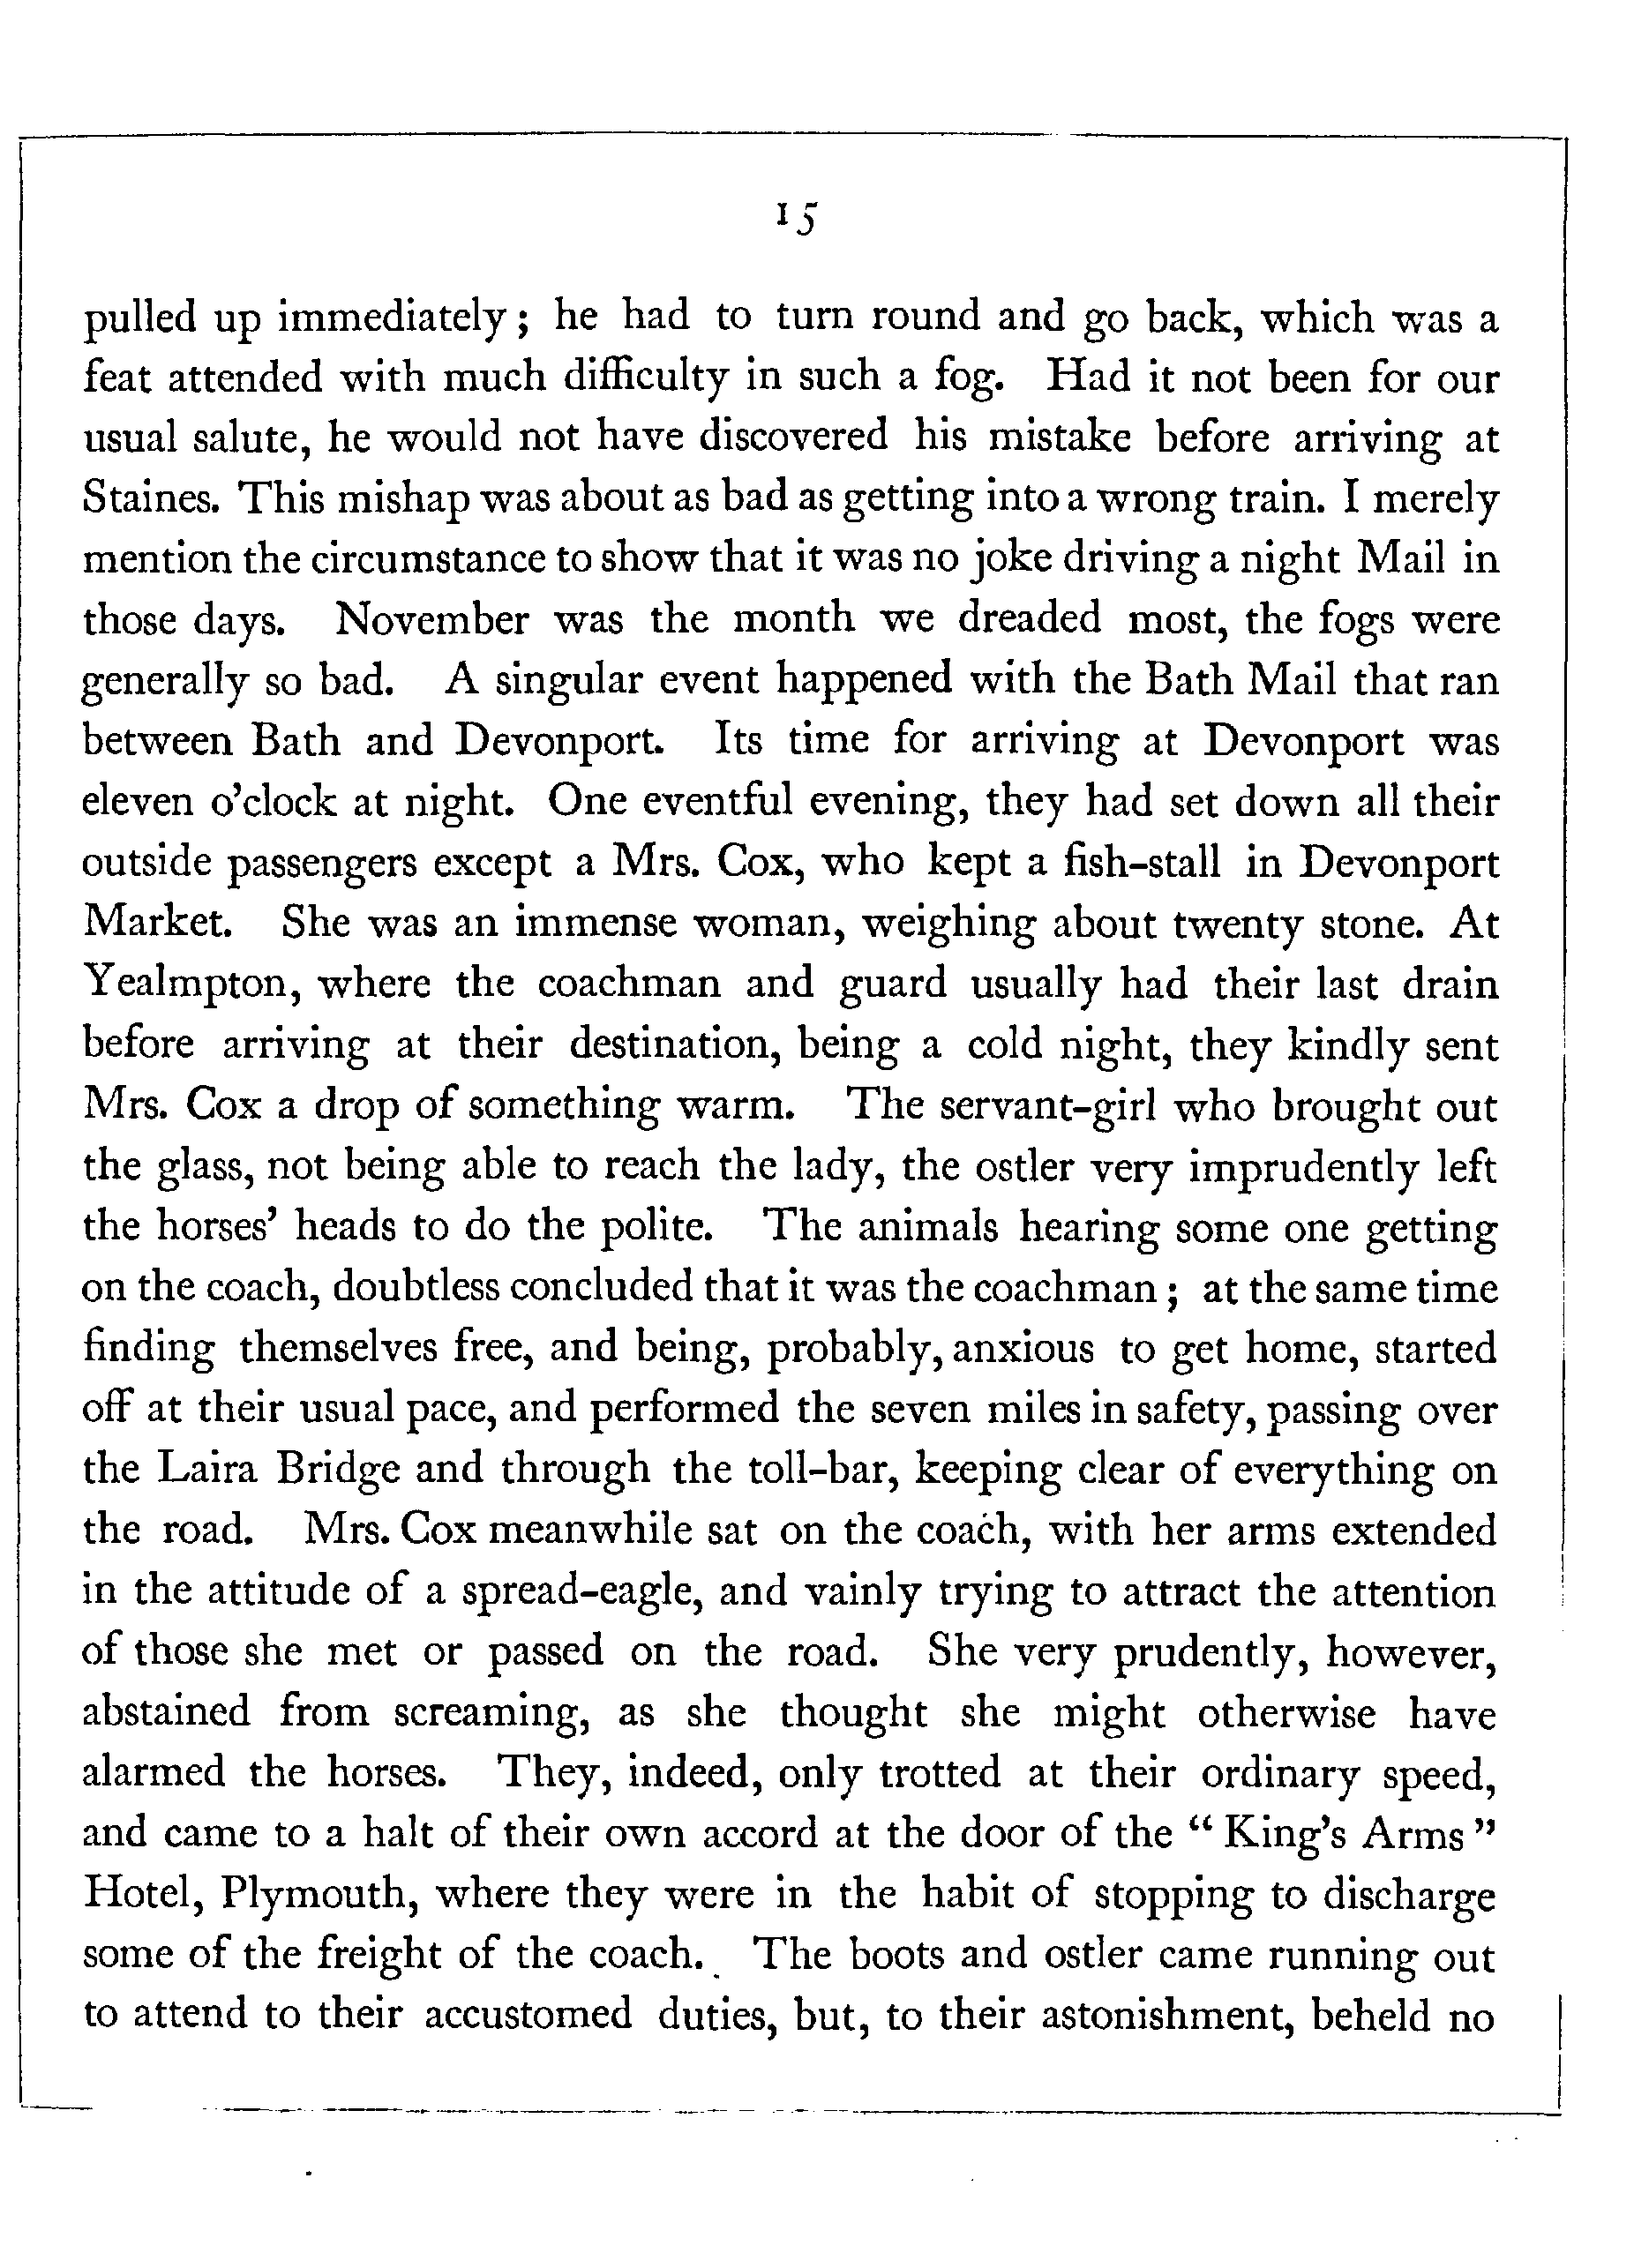 15
pulled up immediately; he had to turn round and go back, which was a
feat attended with much difficulty in such a fog. Had it not been for our
usual salute, he would not have discovered his mistake before arriving at
Staines. This mishap was about as bad as getting into a wrong train. I merely
mention the circumstance to show that it was no joke driving a night Mail in
those days. November was the month we dreaded most, the fogs were
generally so bad. A singular event happened with the Bath Mail that ran
between Bath and Devonport. Its time for arriving at Devonport was
eleven o'clock at night. One eventful evening, they had set down all their
outside passengers except a Mrs. Cox, who kept a fish-stall in Devonport
Market. She was an immense woman, weighing about twenty stone. At
Yealmpton, where the coachman and guard usually had their last drain
before arriving at their destination, being a cold night, they kindly sent
Mrs. Cox a drop of something warm. The servant-girl who brought out
the glass, not being able to reach the lady, the ostler very imprudently left
the horses' heads to do the polite. The animals hearing some one getting
on the coach, doubtless concluded that it was the coachman; at the same time
finding themselves free, and being, probably, anxious to get home, started
off at their usual pace, and performed the seven miles in safety, passing over
the Laira Bridge and through the toll-bar, keeping clear of everything on
the road. Mrs. Cox meanwhile sat on the coach, with her arms extended
in the attitude of a spread-eagle, and vainly trying to attract the attention
of those she met or passed on the road. She very prudently, however,
abstained from screaming, as she thought she might otherwise have
alarmed the horses. They, indeed, only trotted at their ordinary speed,
and came to a halt of their own accord at the door of the "King's Arms"
Hotel, Plymouth, where they were in the habit of stopping to discharge
some of the freight of the coach. The boots and ostler came running out
to attend to their accustomed duties, but, to their astonishment, beheld no